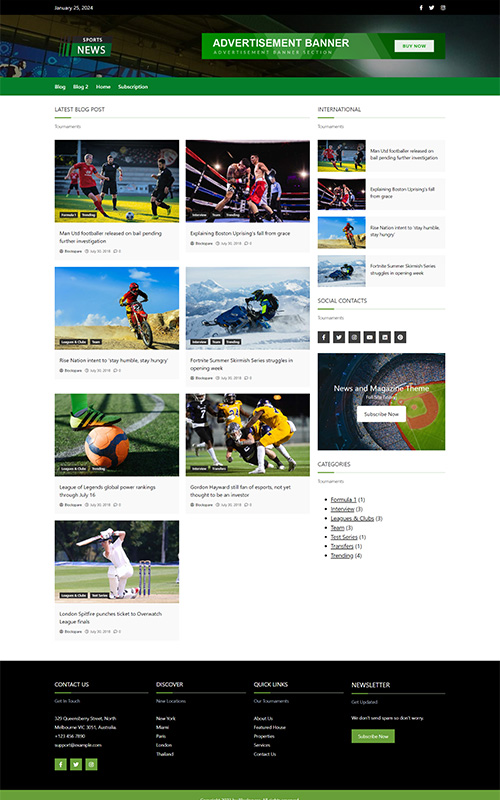 January 25, 2024
SPORTS
NEWS
ADVERTISEMENT BANNER
ADVERTISEMENT BANNER SECTION
BUY NOW
Blog
Blog 2
Home
Subscription
LATEST BLOG POST
Tournaments
Formula 1
Trending
Man Utd footballer released on bail pending
further investigation
Blockspare
July 30, 2018
0
Interview
Team
Trending
Explaining Boston Uprising's fall from grace
Blockspare
July 30, 2018
0
Leagues & Clubs
Team
Rise Nation intent to 'stay humble, stay hungry'
Blockspare
July 30, 2018
0
Fortnite Summer Skirmish Series struggles in
opening week
Blockspare
July 30, 2018
0
Leagues & Clubs
Trending
League of Legends global power rankings
through July 16
Blockspare
July 30, 2018
0
Interview
Transfers
Gordon Hayward still fan of esports, not yet
thought to be an investor
Blockspare
July 30, 2018
0
Leagues & Clubs
Test Series
London Spitfire punches ticket to Overwatch
League finals
Blockspare
July 30, 2018
0
INTERNATIONAL
Tournaments
Man Utd footballer released on
bail pending further investigation
Explaining Boston Uprising's fall
from grace
Rise Nation intent to 'stay humble,
stay hungry'
Fortnite Summer Skirmish Series
struggles in opening week
SOCIAL CONTACTS
Tournaments
News and Magazine Theme
Full Site Editing
Subscribe Now
CATEGORIES
Tournaments
Formula 1 (1)
Interview (3)
Leagues & Clubs (3)
Team (3)
Test Series (1)
Transfers (1)
Trending (4)
CONTACT US
Get In Touch
329 Queensberry Street, North
Melbourne VIC 3051, Australia.
+123 456 7890
support@example.com
DISCOVER
New Locations
New York
Miami
Paris
London
Thailand
QUICK LINKS
Our Tournaments
About Us
Featured House
Properties
Services
Contact Us
NEWSLETTER
Get Updated
We don't send spam so don't worry.
Subscribe Now